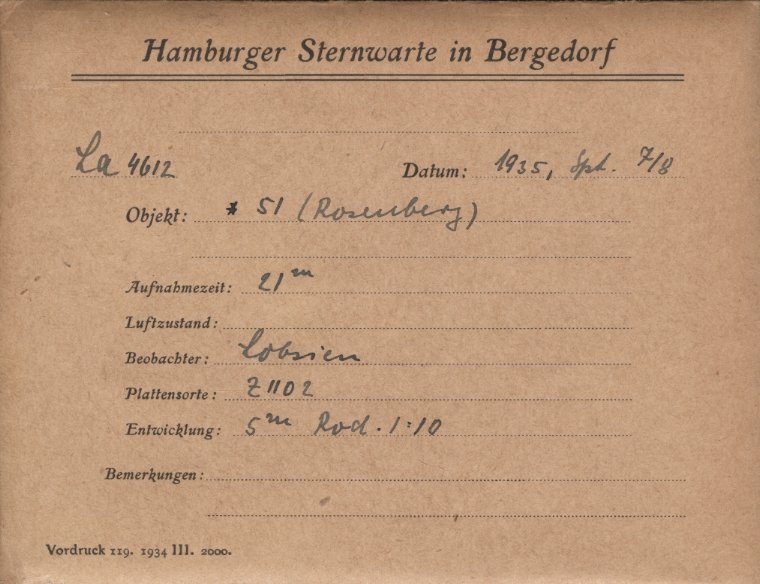 Hamburger Sternwarte in Bergedorf
La 4612 Datum: 1935, Spt. 7/8
Objekt: * 51 (Rosenberg)
Aufnahmezeit: 21ᵐ
Luftzustand:
Beobachter: Lobsien
Plattensorte: Z1102
Entwicklung: 5ᵐ Rod. 1:10
Bemerkungen:
Vordruck 119. 1934 III. 2000.